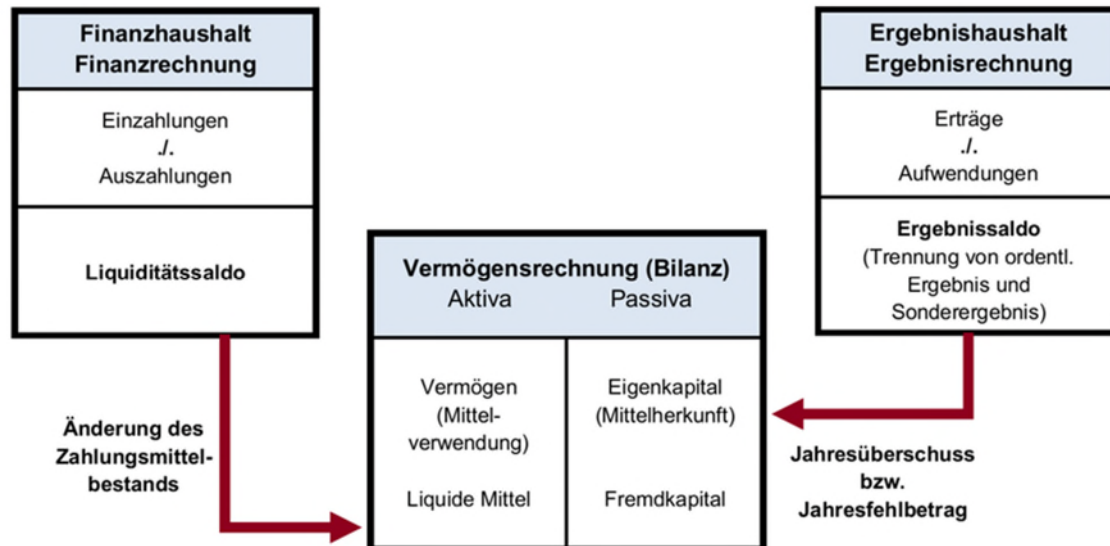 Finanzhaushalt
Finanzrechnung
Einzahlungen
./.
Auszahlungen
Liquiditätssaldo
Änderung des
Zahlungsmittel-
bestands
Vermögensrechnung (Bilanz)
Aktiva Passiva
Vermögen
(Mittel-
verwendung)
Liquide Mittel
Eigenkapital
(Mittelherkunft)
Fremdkapital
Ergebnishaushalt
Ergebnisrechnung
Erträge
./.
Aufwendungen
Ergebnissaldo
(Trennung von ordentl.
Ergebnis und
Sonderergebnis)
Jahresüberschuss
bzw.
Jahresfehlbetrag